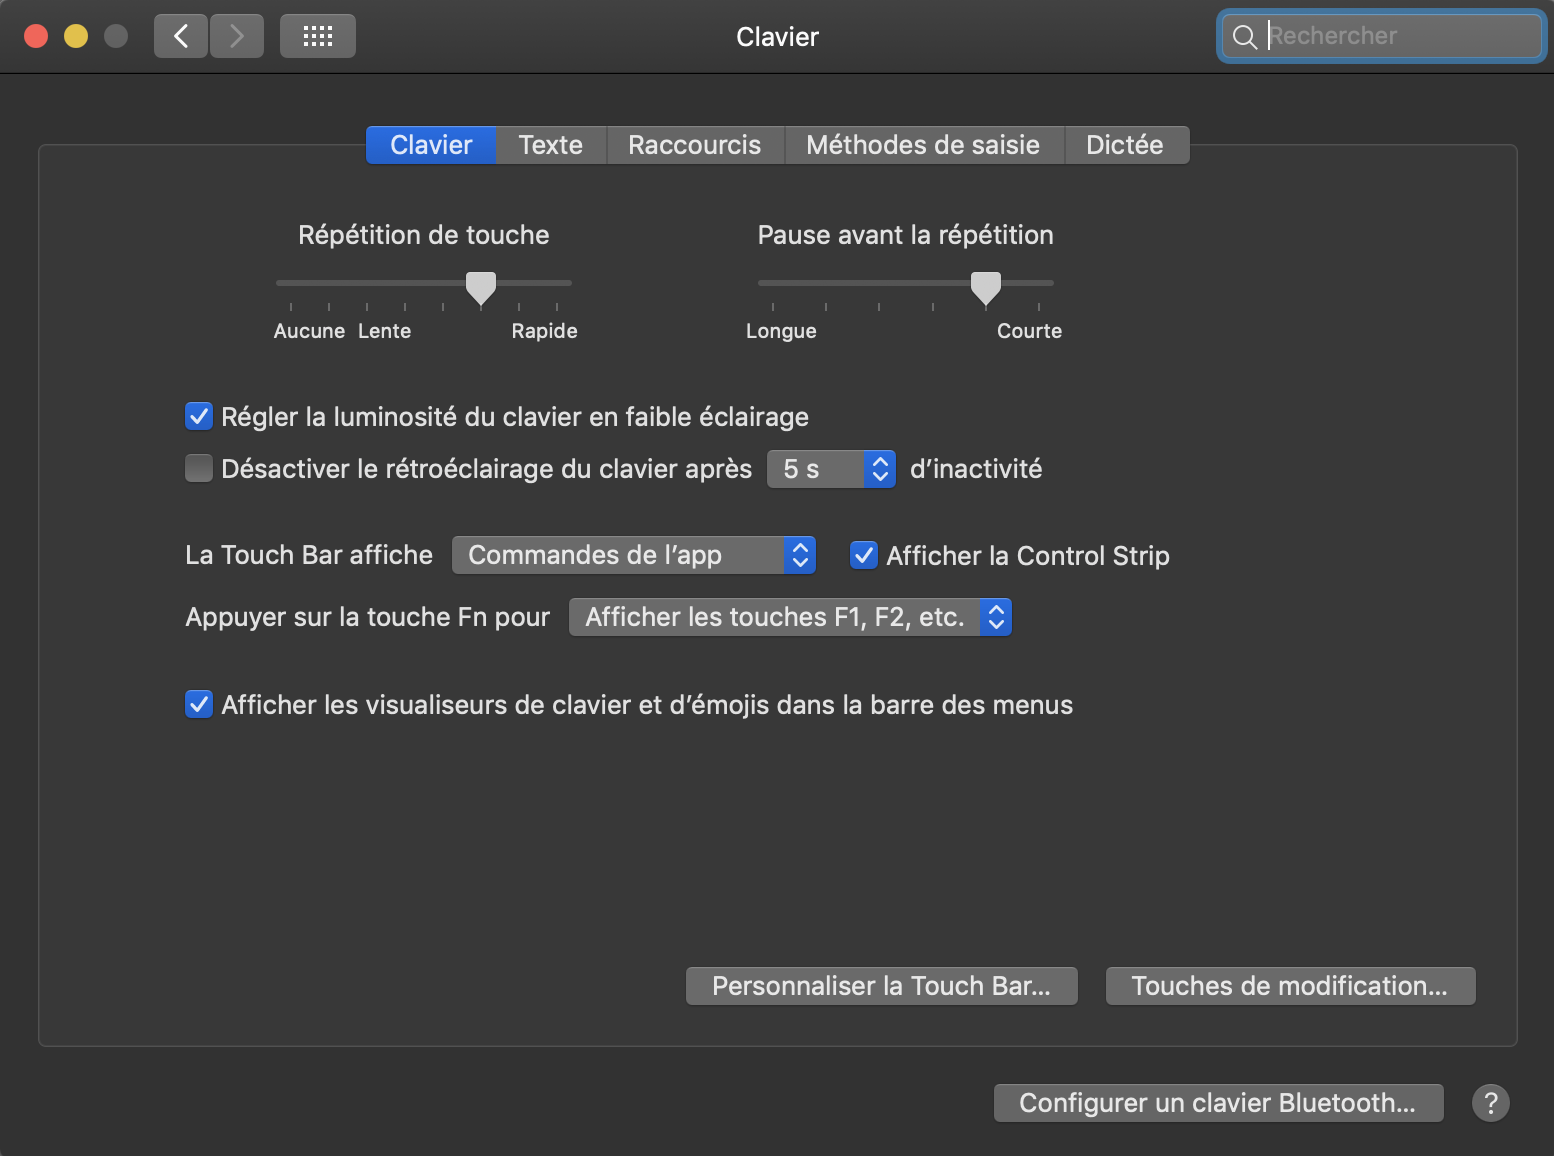 Clavier
Rechercher
Clavier Texte Raccourcis Méthodes de saisie Dictée
Répétition de touche Pause avant la répétition
Aucune Lente Rapide Longue Courte
Régler la luminosité du clavier en faible éclairage
Désactiver le rétroéclairage du clavier après 5 s d’inactivité
La Touch Bar affiche Commandes de l’app Afficher la Control Strip
Appuyer sur la touche Fn pour Afficher les touches F1, F2, etc.
Afficher les visualiseurs de clavier et d’émojis dans la barre des menus
Personnaliser la Touch Bar... Touches de modification...
Configurer un clavier Bluetooth... ?